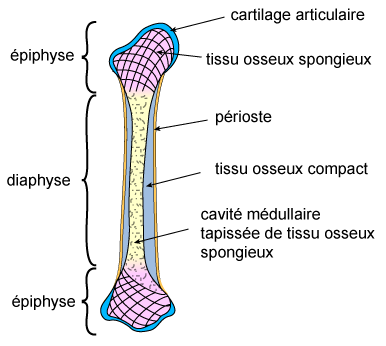 cartilage articulaire
épiphyse
tissu osseux spongieux
périoste
diaphyse
tissu osseux compact
cavité médullaire
tapissée de tissu osseux
spongieux
épiphyse